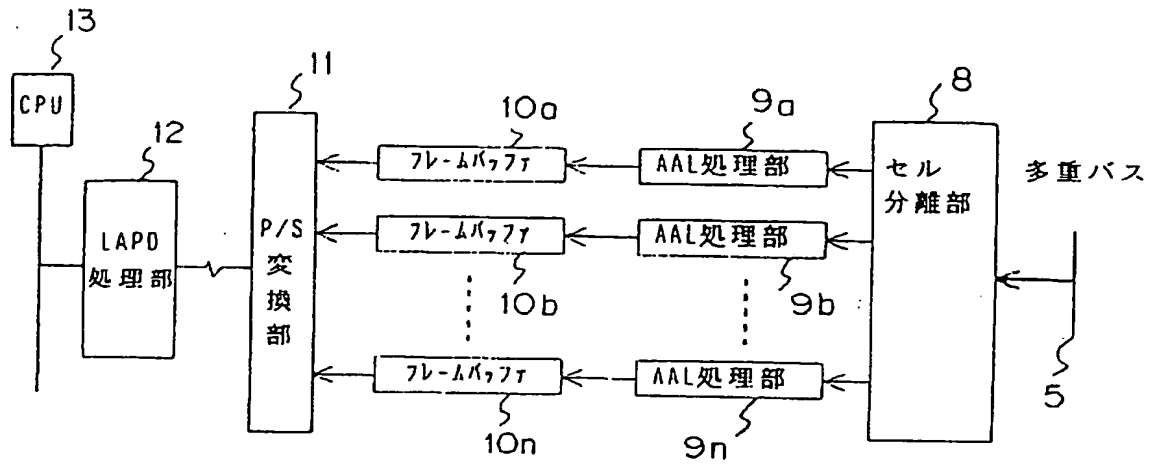 13
CPU
12
LAPD
処理部
11
P/S
変
換
部
10a
フレームバッファ
9a
AAL処理部
フレームバッファ
10b
AAL処理部
9b
フレームバッファ
10n
AAL処理部
9n
8
セル
分離部
多重バス
5